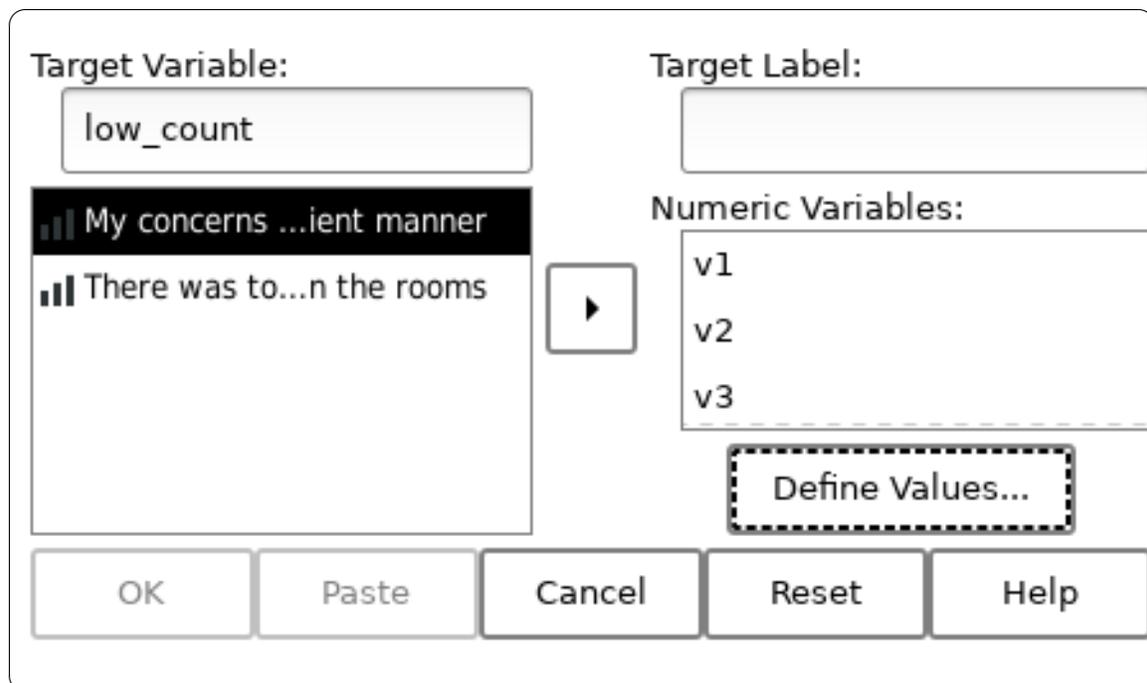 Target Variable:
Target Label:
low_count
My concerns ...ient manner
There was to...n the rooms
Numeric Variables:
v1
v2
v3
Define Values...
OK
Paste
Cancel
Reset
Help